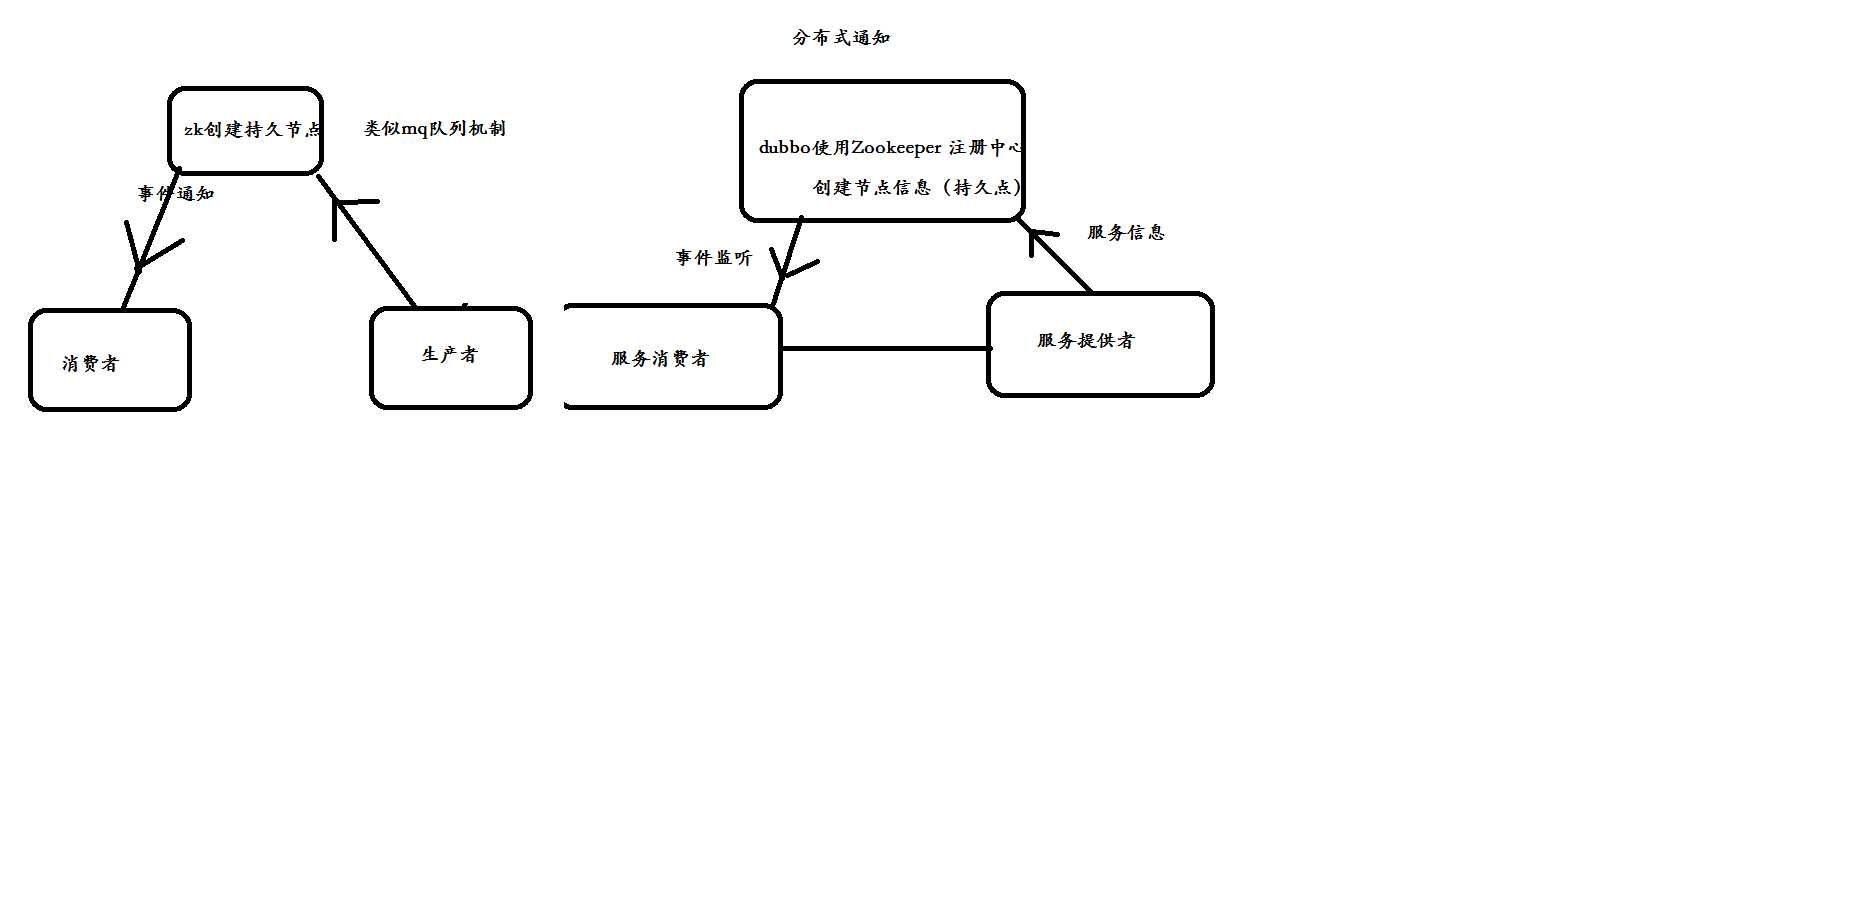 分布式通知
zk创建持久节点
类似mq队列机制
事件通知
消费者
生产者
dubbo使用Zookeeper 注册中心
创建节点信息（持久点）
事件监听
服务信息
服务消费者
服务提供者